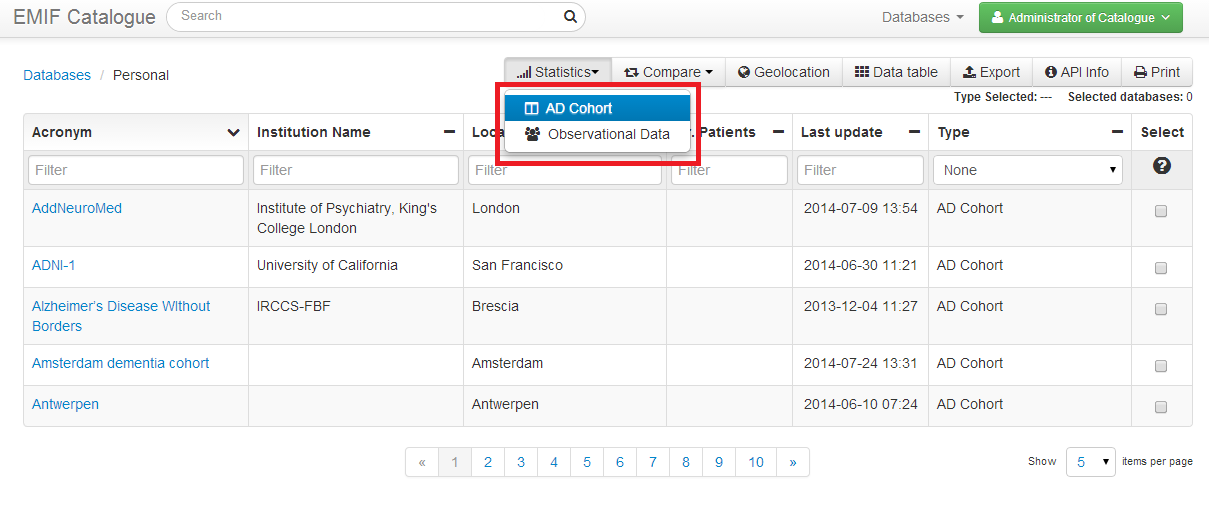 EMIF Catalogue
Search
Databases
Administrator of Catalogue
Databases / Personal
Statistics
Compare
Geolocation
Data table
Export
API Info
Print
AD Cohort
Observational Data
Type Selected: --- Selected databases: 0
Acronym Institution Name Patients Last update Type Select
Filter Filter Filter Filter Filter None
AddNeuroMed Institute of Psychiatry, King's London 2014-07-09 13:54 AD Cohort
College London
ADNI-1 University of California San Francisco 2014-06-30 11:21 AD Cohort
Alzheimer's Disease WIthout IRCCS-FBF Brescia 2013-12-04 11:27 AD Cohort
Borders
Amsterdam dementia cohort Amsterdam 2014-07-24 13:31 AD Cohort
Antwerpen Antwerpen 2014-06-10 07:24 AD Cohort
« 1 2 3 4 5 6 7 8 9 10 »
Show 5 items per page